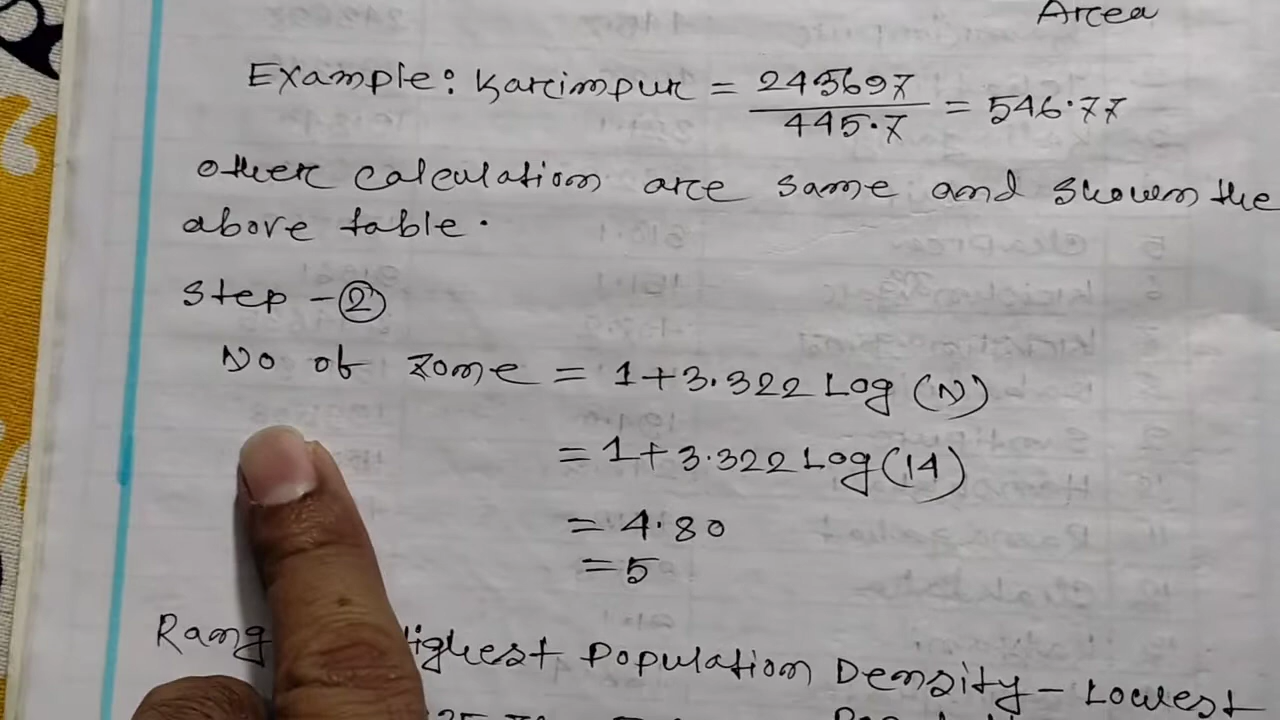 Area
Example: Karimpur = 243697 / 445.7 = 546.77
other calculation are same and shown the
above table.
Step - ②
No of zone = 1+3.322 Log (N)
= 1+3.322 Log (14)
= 4.80
= 5
Highest Population Density - Lowest